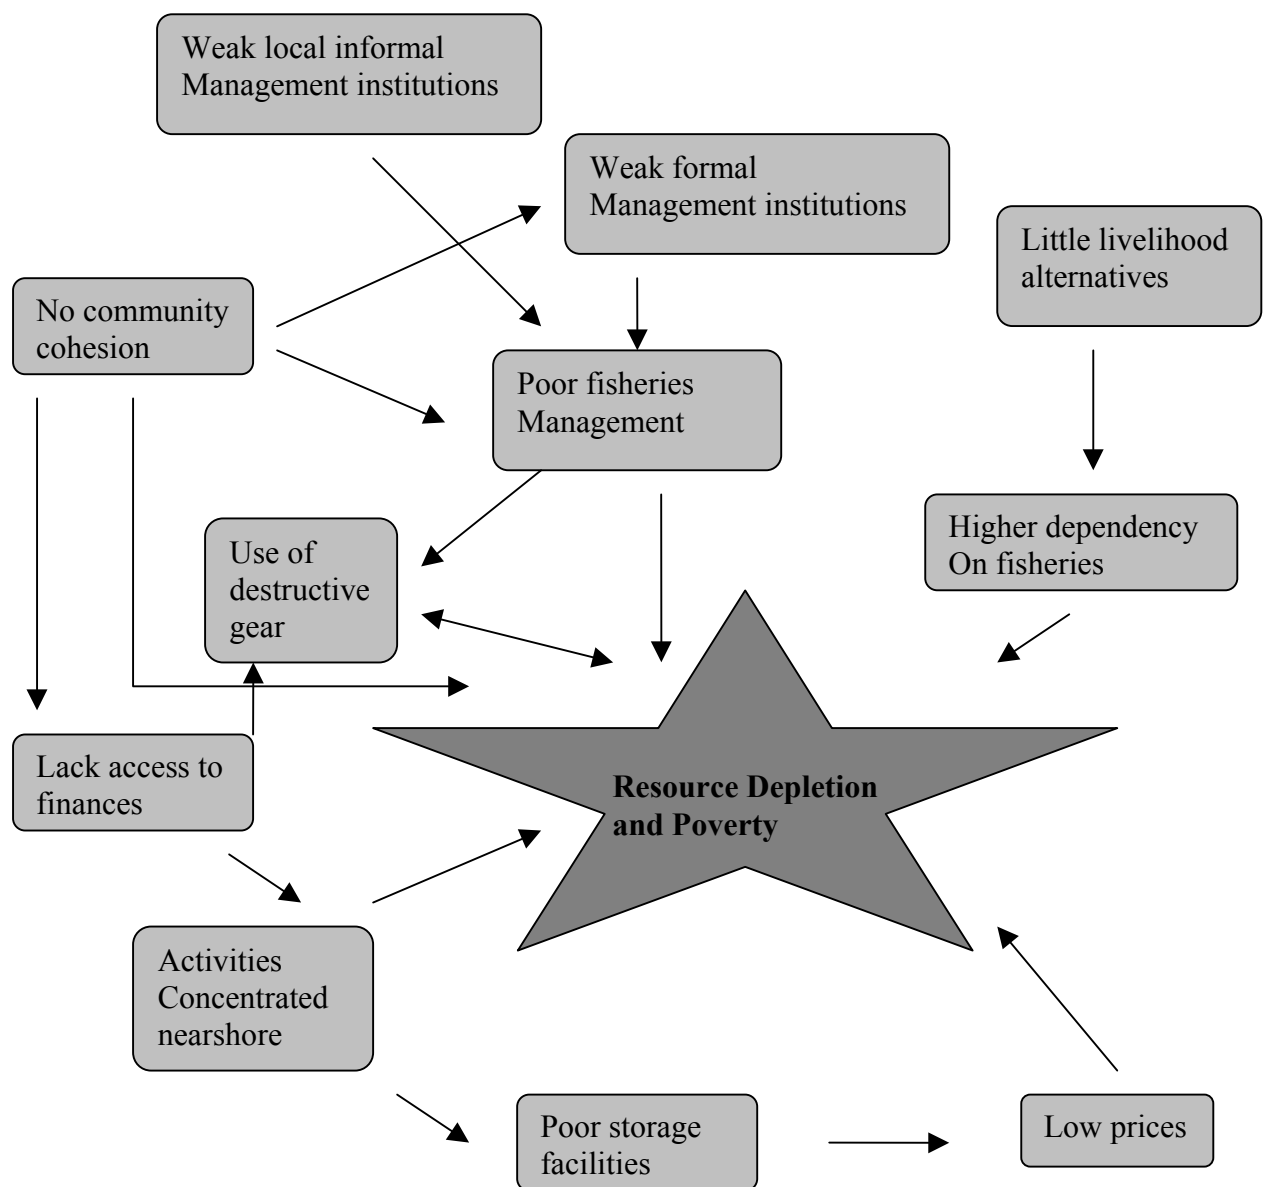 Weak local informal
Management institutions
Weak formal
Management institutions
Little livelihood
alternatives
No community
cohesion
Poor fisheries
Management
Higher dependency
On fisheries
Use of
destructive
gear
Lack access to
finances
Resource Depletion
and Poverty
Activities
Concentrated
nearshore
Poor storage
facilities
Low prices